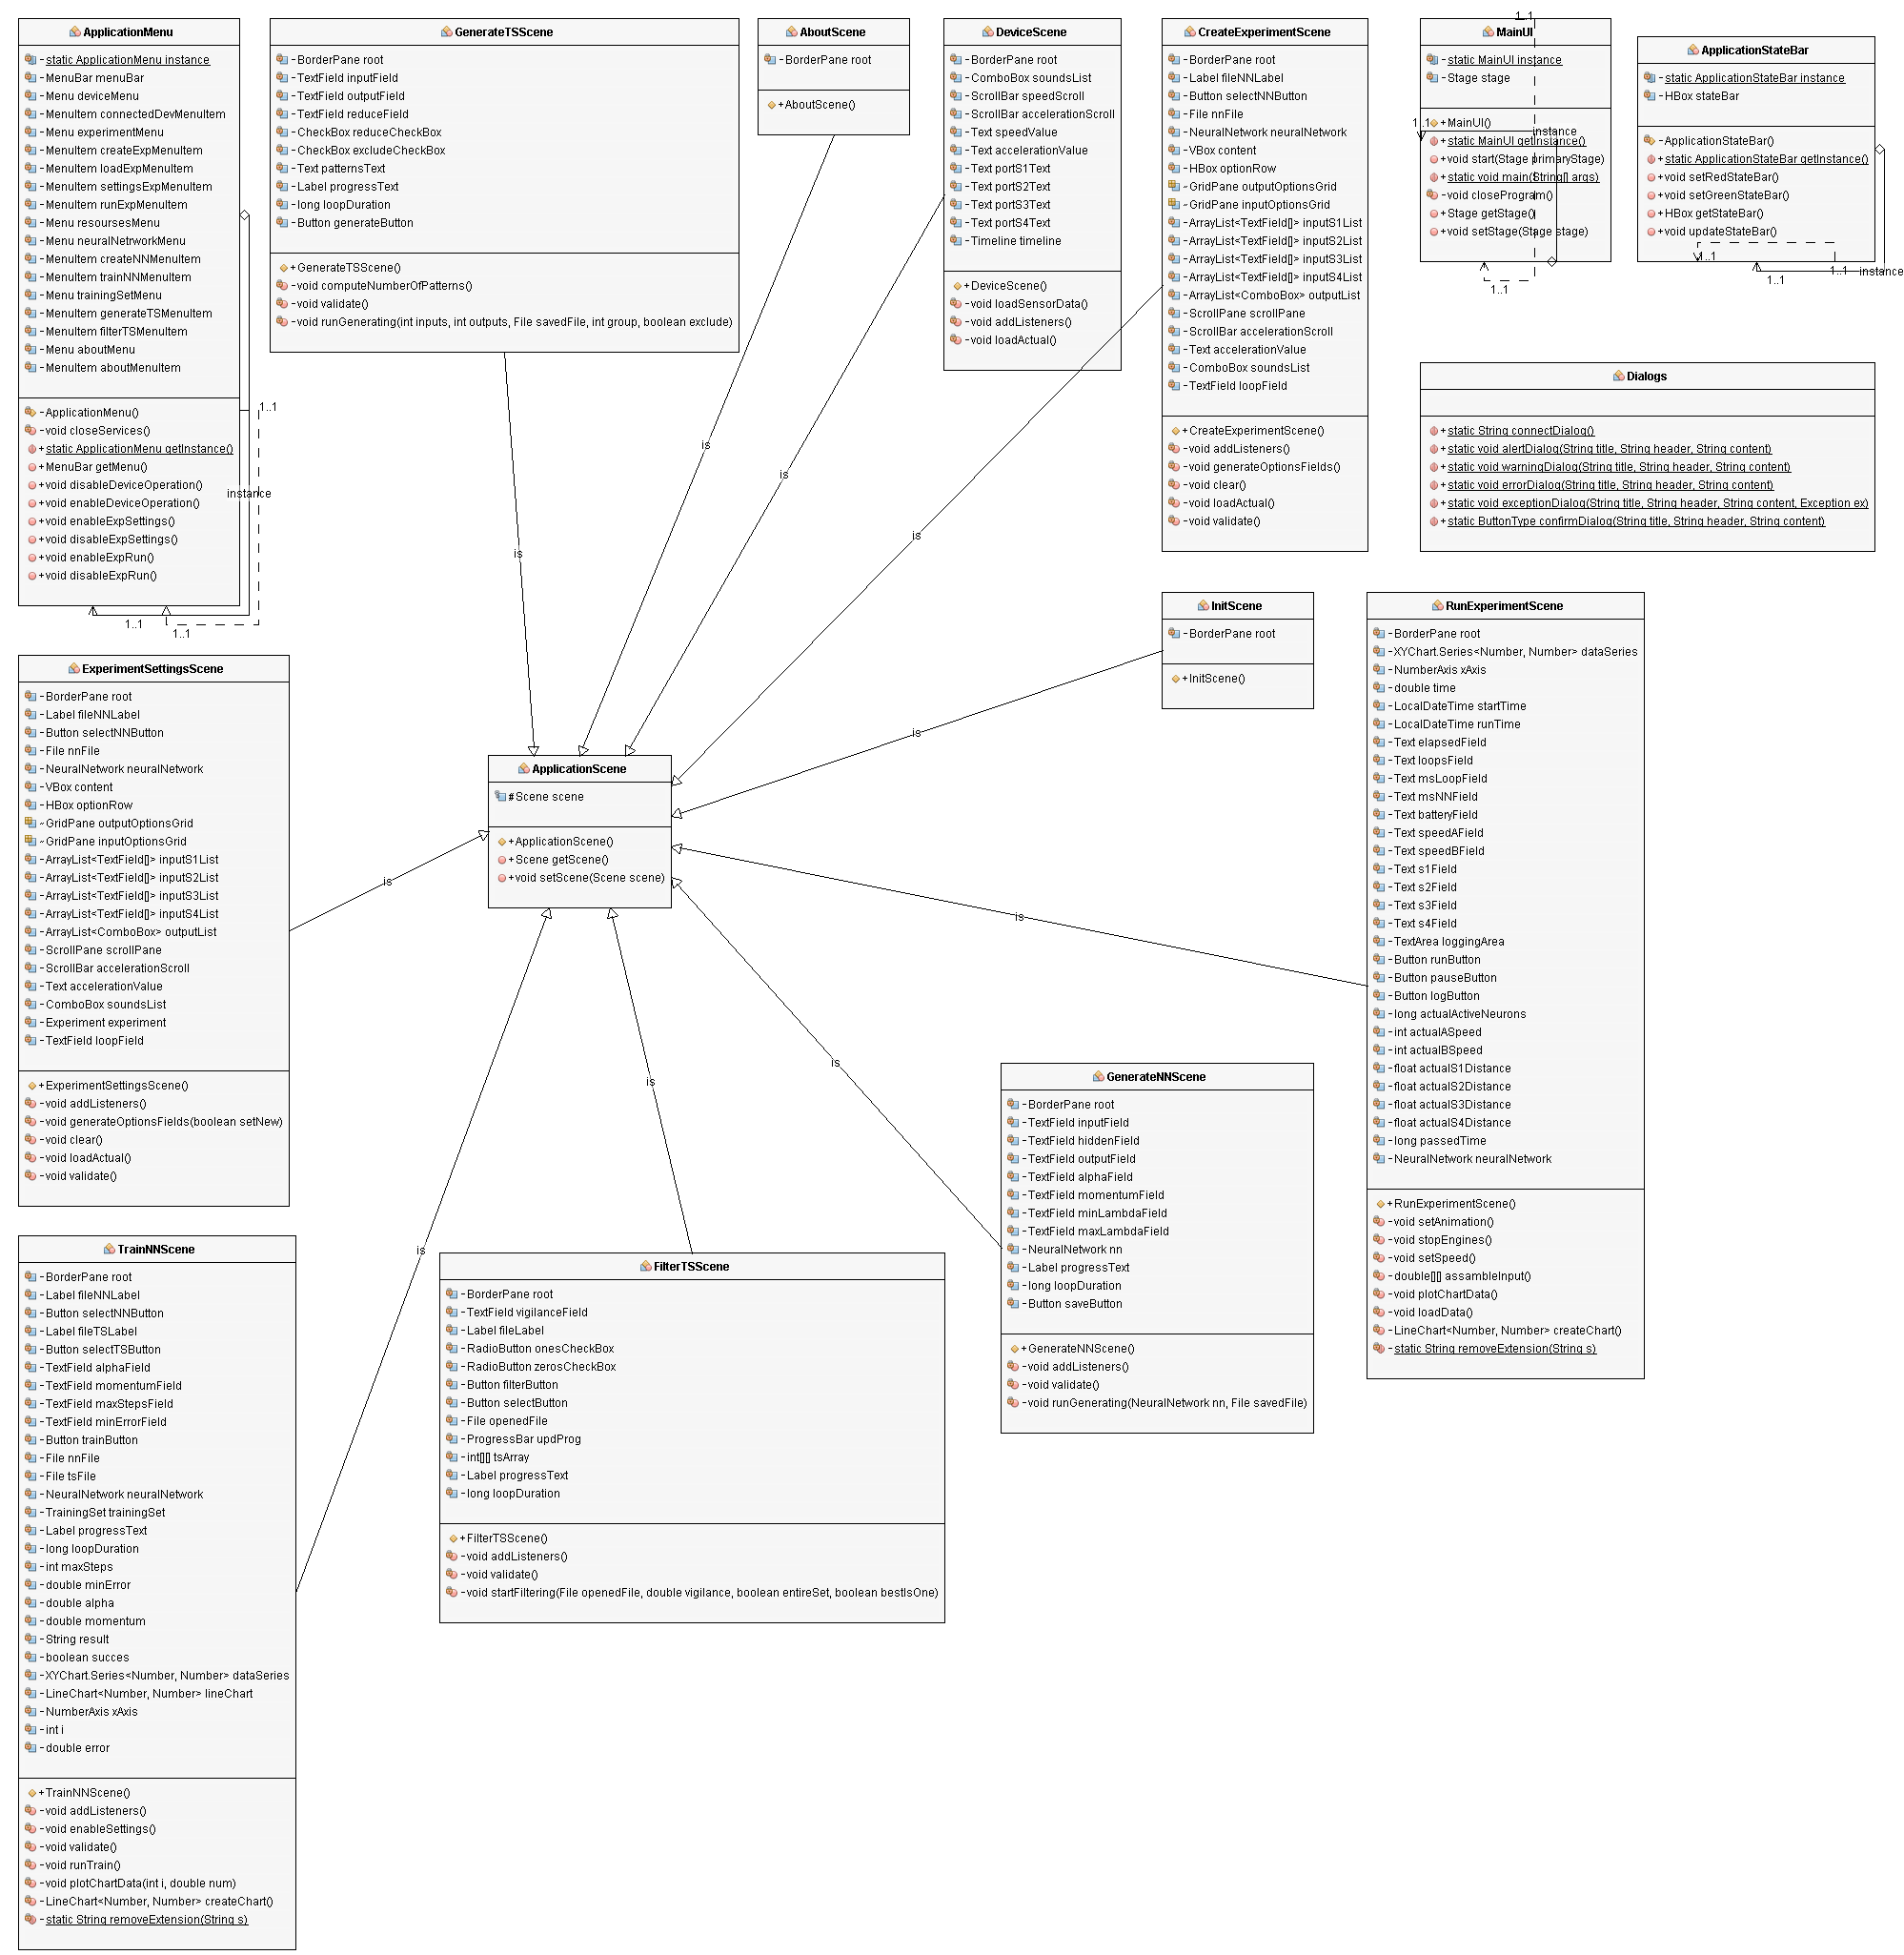 ApplicationMenu
-static ApplicationMenu instance
-MenuBar menuBar
-Menu deviceMenu
-MenuItem connectedDevMenuItem
-Menu experimentMenu
-MenuItem createExpMenuItem
-MenuItem loadExpMenuItem
-MenuItem settingsExpMenuItem
-MenuItem runExpMenuItem
-Menu resoursesMenu
-Menu neuralNetrworkMenu
-MenuItem createNNMenuItem
-MenuItem trainNNMenuItem
-Menu trainingSetMenu
-MenuItem generateTSMenuItem
-MenuItem filterTSMenuItem
-Menu aboutMenu
-MenuItem aboutMenuItem
-ApplicationMenu()
-void closeServices()
+static ApplicationMenu getInstance()
+MenuBar getMenu()
+void disableDeviceOperation()
+void enableDeviceOperation()
+void enableExpSettings()
+void disableExpSettings()
+void enableExpRun()
+void disableExpRun()
1..1
instance
1..1
1..1
GenerateTSScene
-BorderPane root
-TextField inputField
-TextField outputField
-TextField reduceField
-CheckBox reduceCheckBox
-CheckBox excludeCheckBox
-Text patternsText
-Label progressText
-long loopDuration
-Button generateButton
+GenerateTSScene()
-void computeNumberOfPatterns()
-void validate()
-void runGenerating(int inputs, int outputs, File savedFile, int group, boolean exclude)
is
AboutScene
-BorderPane root
+AboutScene()
is
DeviceScene
-BorderPane root
-ComboBox soundsList
-ScrollBar speedScroll
-ScrollBar accelerationScroll
-Text speedValue
-Text accelerationValue
-Text portS1Text
-Text portS2Text
-Text portS3Text
-Text portS4Text
-Timeline timeline
+DeviceScene()
-void loadSensorData()
-void addListeners()
-void loadActual()
is
CreateExperimentScene
-BorderPane root
-Label fileNNLabel
-Button selectNNButton
-File nnFile
-NeuralNetwork neuralNetwork
-VBox content
-HBox optionRow
~GridPane outputOptionsGrid
~GridPane inputOptionsGrid
-ArrayList<TextField[]> inputS1List
-ArrayList<TextField[]> inputS2List
-ArrayList<TextField[]> inputS3List
-ArrayList<TextField[]> inputS4List
-ArrayList<ComboBox> outputList
-ScrollPane scrollPane
-ScrollBar accelerationScroll
-Text accelerationValue
-ComboBox soundsList
-TextField loopField
+CreateExperimentScene()
-void addListeners()
-void generateOptionsFields()
-void clear()
-void loadActual()
-void validate()
is
1..1
MainUI
-static MainUI instance
-Stage stage
1..1
+MainUI()
instance
+static MainUI getInstance()
+void start(Stage primaryStage)
+static void main(String[] args)
-void closeProgram()
+Stage getStage()
+void setStage(Stage stage)
1..1
ApplicationStateBar
-static ApplicationStateBar instance
-HBox stateBar
-ApplicationStateBar()
+static ApplicationStateBar getInstance()
+void setRedStateBar()
+void setGreenStateBar()
+HBox getStateBar()
+void updateStateBar()
1..1
1..1
instance
1..1
Dialogs
+static String connectDialog()
+static void alertDialog(String title, String header, String content)
+static void warningDialog(String title, String header, String content)
+static void errorDialog(String title, String header, String content)
+static void exceptionDialog(String title, String header, String content, Exception ex)
+static ButtonType confirmDialog(String title, String header, String content)
InitScene
-BorderPane root
+InitScene()
is
RunExperimentScene
-BorderPane root
-XYChart.Series<Number, Number> dataSeries
-NumberAxis xAxis
-double time
-LocalDateTime startTime
-LocalDateTime runTime
-Text elapsedField
-Text loopsField
-Text msLoopField
-Text msNNField
-Text batteryField
-Text speedAField
-Text speedBField
-Text s1Field
-Text s2Field
-Text s3Field
-Text s4Field
-TextArea loggingArea
-Button runButton
-Button pauseButton
-Button logButton
-long actualActiveNeurons
-int actualASpeed
-int actualBSpeed
-float actualS1Distance
-float actualS2Distance
-float actualS3Distance
-float actualS4Distance
-long passedTime
-NeuralNetwork neuralNetwork
+RunExperimentScene()
-void setAnimation()
-void stopEngines()
-void setSpeed()
-double[][] assambleInput()
-void plotChartData()
-void loadData()
-LineChart<Number, Number> createChart()
-static String removeExtension(String s)
is
ExperimentSettingsScene
-BorderPane root
-Label fileNNLabel
-Button selectNNButton
-File nnFile
-NeuralNetwork neuralNetwork
-VBox content
-HBox optionRow
~GridPane outputOptionsGrid
~GridPane inputOptionsGrid
-ArrayList<TextField[]> inputS1List
-ArrayList<TextField[]> inputS2List
-ArrayList<TextField[]> inputS3List
-ArrayList<TextField[]> inputS4List
-ArrayList<ComboBox> outputList
-ScrollPane scrollPane
-ScrollBar accelerationScroll
-Text accelerationValue
-ComboBox soundsList
-Experiment experiment
-TextField loopField
+ExperimentSettingsScene()
-void addListeners()
-void generateOptionsFields(boolean setNew)
-void clear()
-void loadActual()
-void validate()
is
ApplicationScene
#Scene scene
+ApplicationScene()
+Scene getScene()
+void setScene(Scene scene)
is
is
is
GenerateNNScene
-BorderPane root
-TextField inputField
-TextField hiddenField
-TextField outputField
-TextField alphaField
-TextField momentumField
-TextField minLambdaField
-TextField maxLambdaField
-NeuralNetwork nn
-Label progressText
-long loopDuration
-Button saveButton
+GenerateNNScene()
-void addListeners()
-void validate()
-void runGenerating(NeuralNetwork nn, File savedFile)
TrainNNScene
-BorderPane root
-Label fileNNLabel
-Button selectNNButton
-Label fileTSLabel
-Button selectTSButton
-TextField alphaField
-TextField momentumField
-TextField maxStepsField
-TextField minErrorField
-Button trainButton
-File nnFile
-File tsFile
-NeuralNetwork neuralNetwork
-TrainingSet trainingSet
-Label progressText
-long loopDuration
-int maxSteps
-double minError
-double alpha
-double momentum
-String result
-boolean succes
-XYChart.Series<Number, Number> dataSeries
-LineChart<Number, Number> lineChart
-NumberAxis xAxis
-int i
-double error
+TrainNNScene()
-void addListeners()
-void enableSettings()
-void validate()
-void runTrain()
-void plotChartData(int i, double num)
-LineChart<Number, Number> createChart()
-static String removeExtension(String s)
FilterTSScene
-BorderPane root
-TextField vigilanceField
-Label fileLabel
-RadioButton onesCheckBox
-RadioButton zerosCheckBox
-Button filterButton
-Button selectButton
-File openedFile
-ProgressBar updProg
-int[][] tsArray
-Label progressText
-long loopDuration
+FilterTSScene()
-void addListeners()
-void validate()
-void startFiltering(File openedFile, double vigilance, boolean entireSet, boolean bestIsOne)